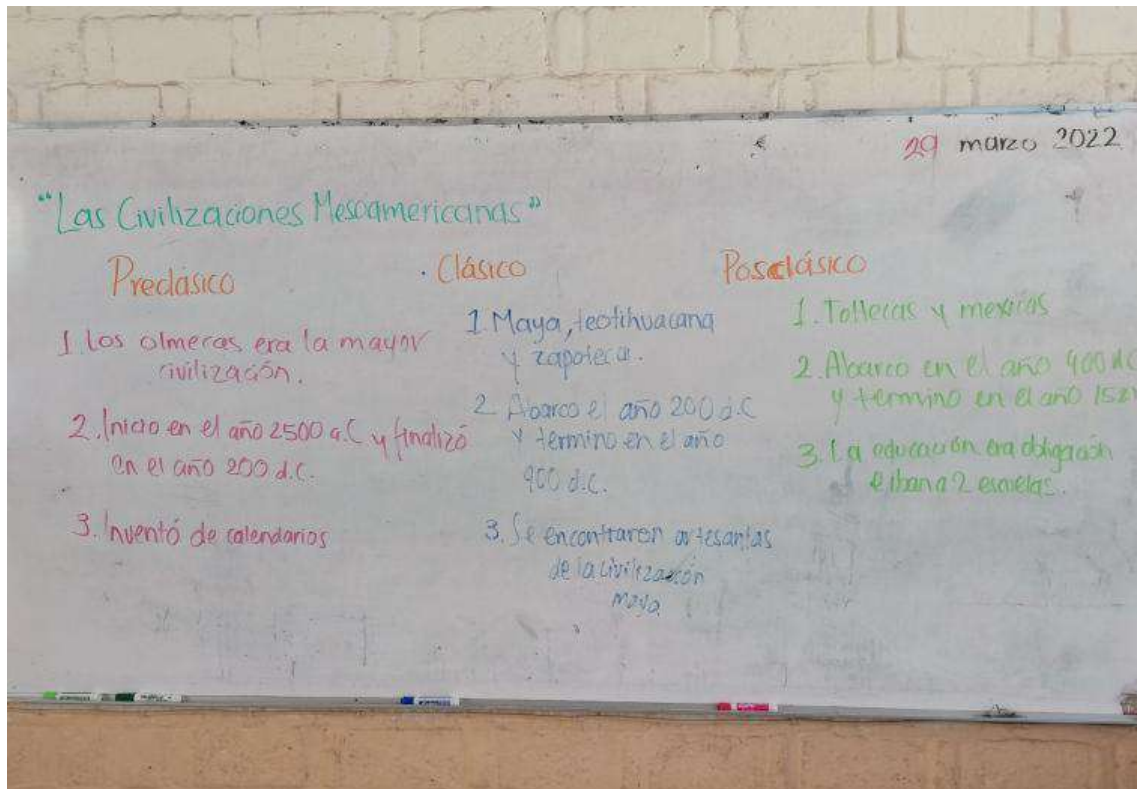 29 marzo 2022
"Las Civilizaciones Mesoamericanas"
Preclásico
1. Los olmecas era la mayor
civilización.
2. Inicio en el año 2500 a.C y finalizó
en el año 200 d.C.
3. Inventó de calendarios
. Clásico
1. Maya, teotihuacana
y zapoteca.
2. Abarco el año 200 d.C
y termino en el año
900 d.C.
3. Se encontraron artesanías
de la civilización
maya.
Posclásico
1. Toltecas y mexicas
2. Abarco en el año 900 dC
y termino en el año
3. La educación era obligación
e iban a 2 escuelas.